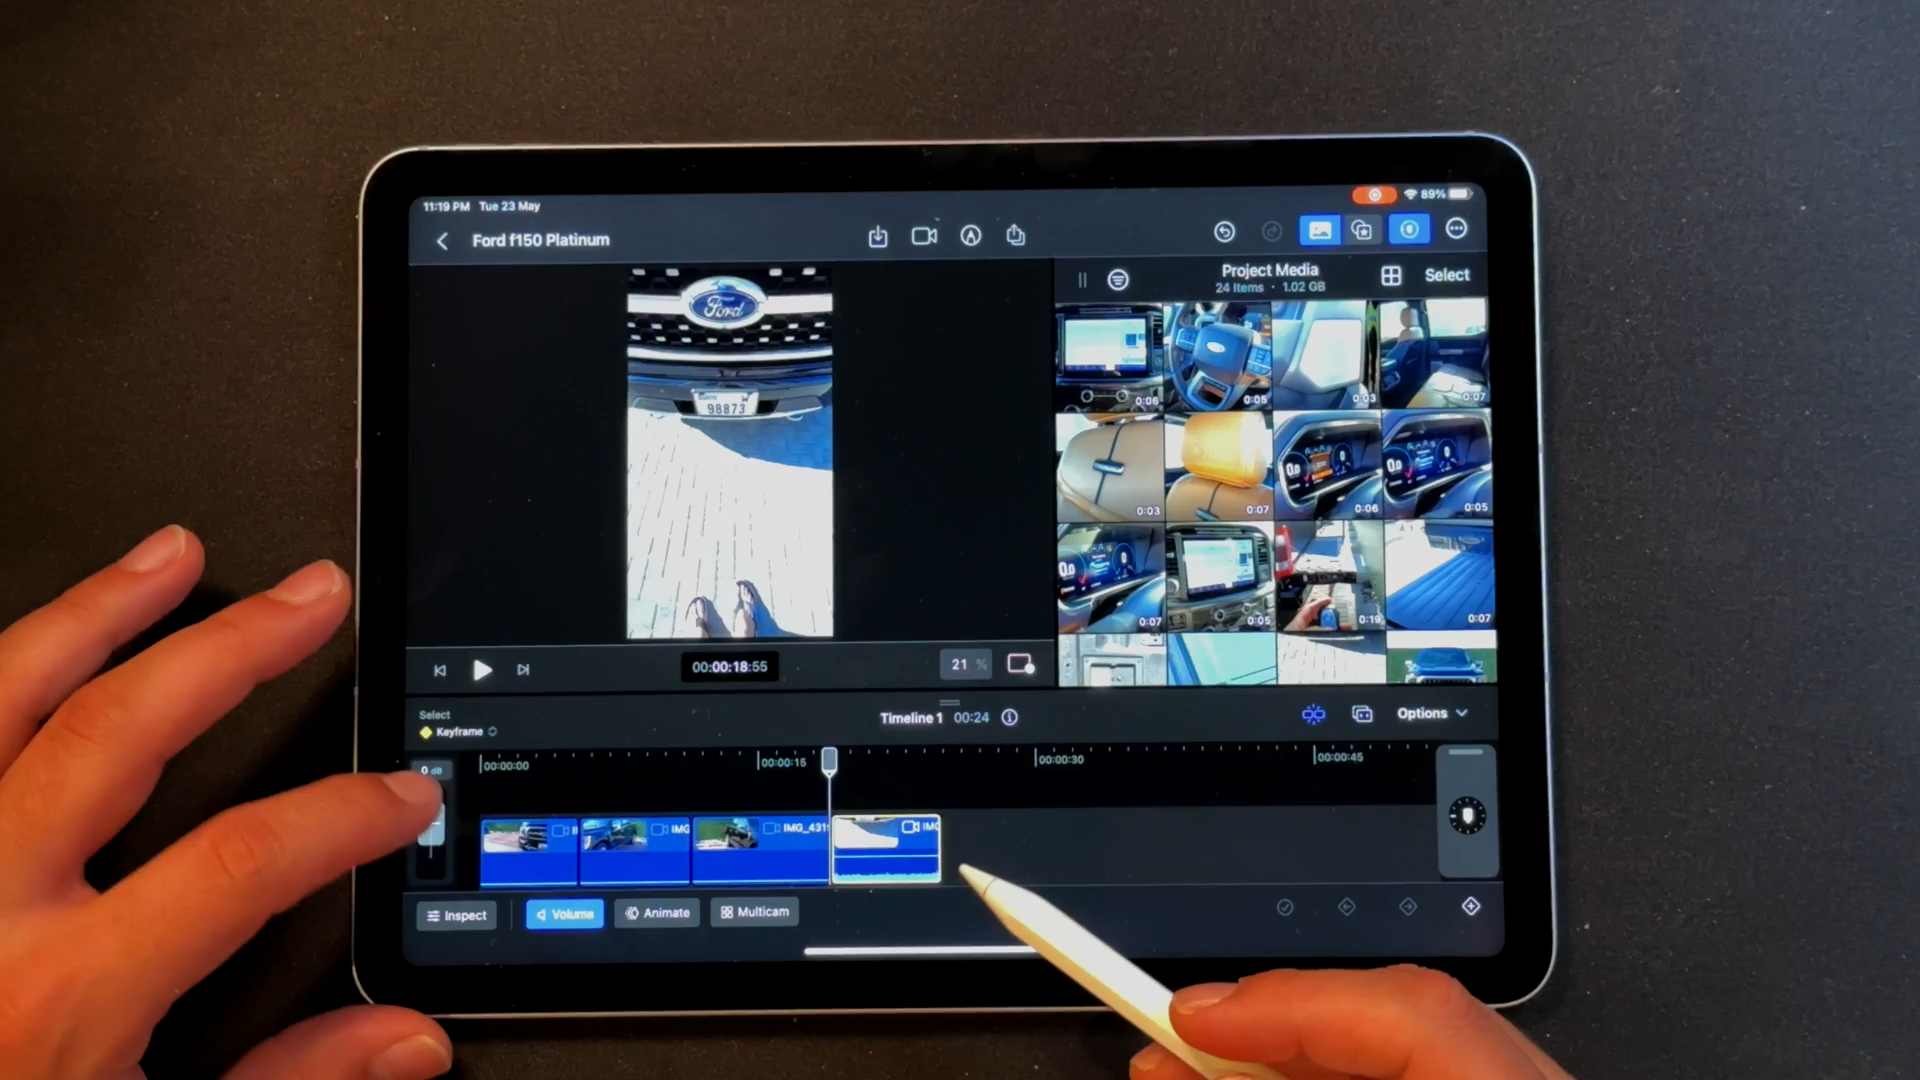 11:19 PM Tue 23 May
89%
Ford f150 Platinum
Project Media
24 Items · 1.02 GB
Select
Ford
98873
0:06
0:05
0:03
0:07
0:03
0:07
0:06
0:05
0:07
0:05
0:19
0:07
00:00:18:55
21 %
Select
Keyframe
Timeline 1 00:24
Options
0 dB
00:00:00
00:00:15
00:00:30
00:00:45
IMG
IMG_431
IMG
Inspect
Volume
Animate
Multicam